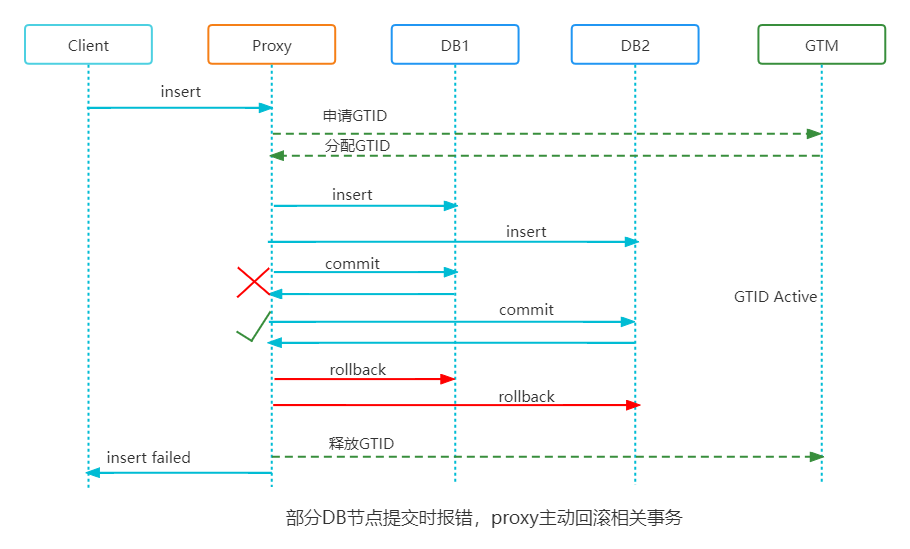 Client
Proxy
DB1
DB2
GTM
insert
申请GTID
分配GTID
insert
insert
commit
GTID Active
commit
rollback
rollback
释放GTID
insert failed
部分DB节点提交时报错，proxy主动回滚相关事务